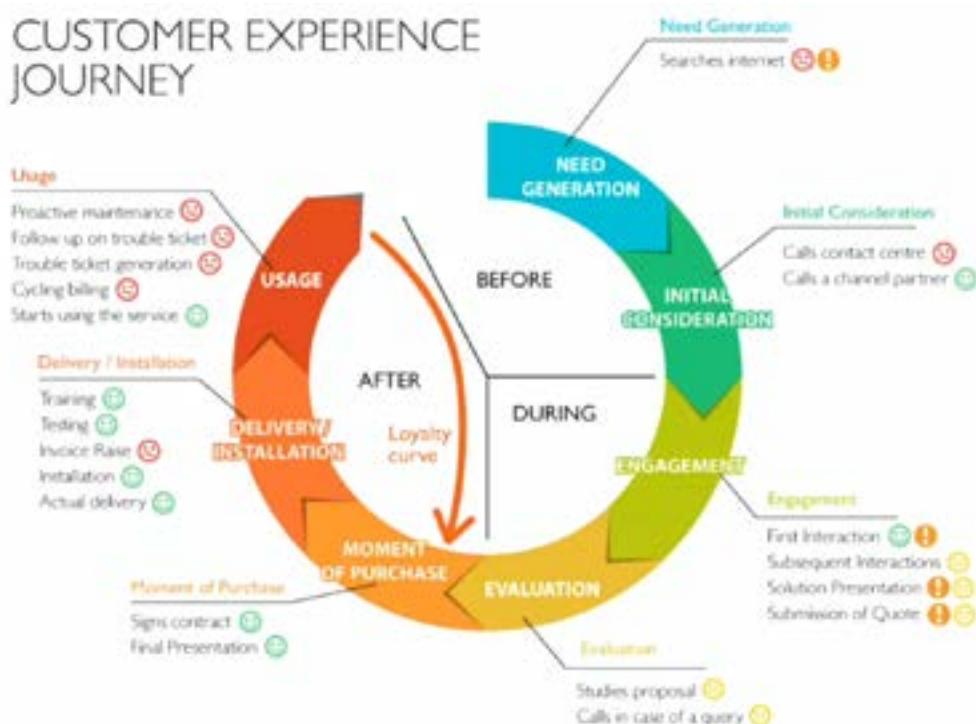 CUSTOMER EXPERIENCE
JOURNEY
Need Generation
Searches internet
NEED
GENERATION
Initial Consideration
Calls contact centre
Calls a channel partner
INITIAL
CONSIDERATION
BEFORE
DURING
AFTER
Loyalty
curve
ENGAGEMENT
Engagement
First Interaction
Subsequent Interactions
Solution Presentation
Submission of Quote
EVALUATION
Evaluation
Studies proposal
Calls in case of a query
MOMENT
OF PURCHASE
Moment of Purchase
Signs contract
Final Presentation
DELIVERY/
INSTALLATION
Delivery / Installation
Training
Testing
Invoice Raise
Installation
Actual delivery
USAGE
Usage
Proactive maintenance
Follow up on trouble ticket
Trouble ticket generation
Cycling billing
Starts using the service